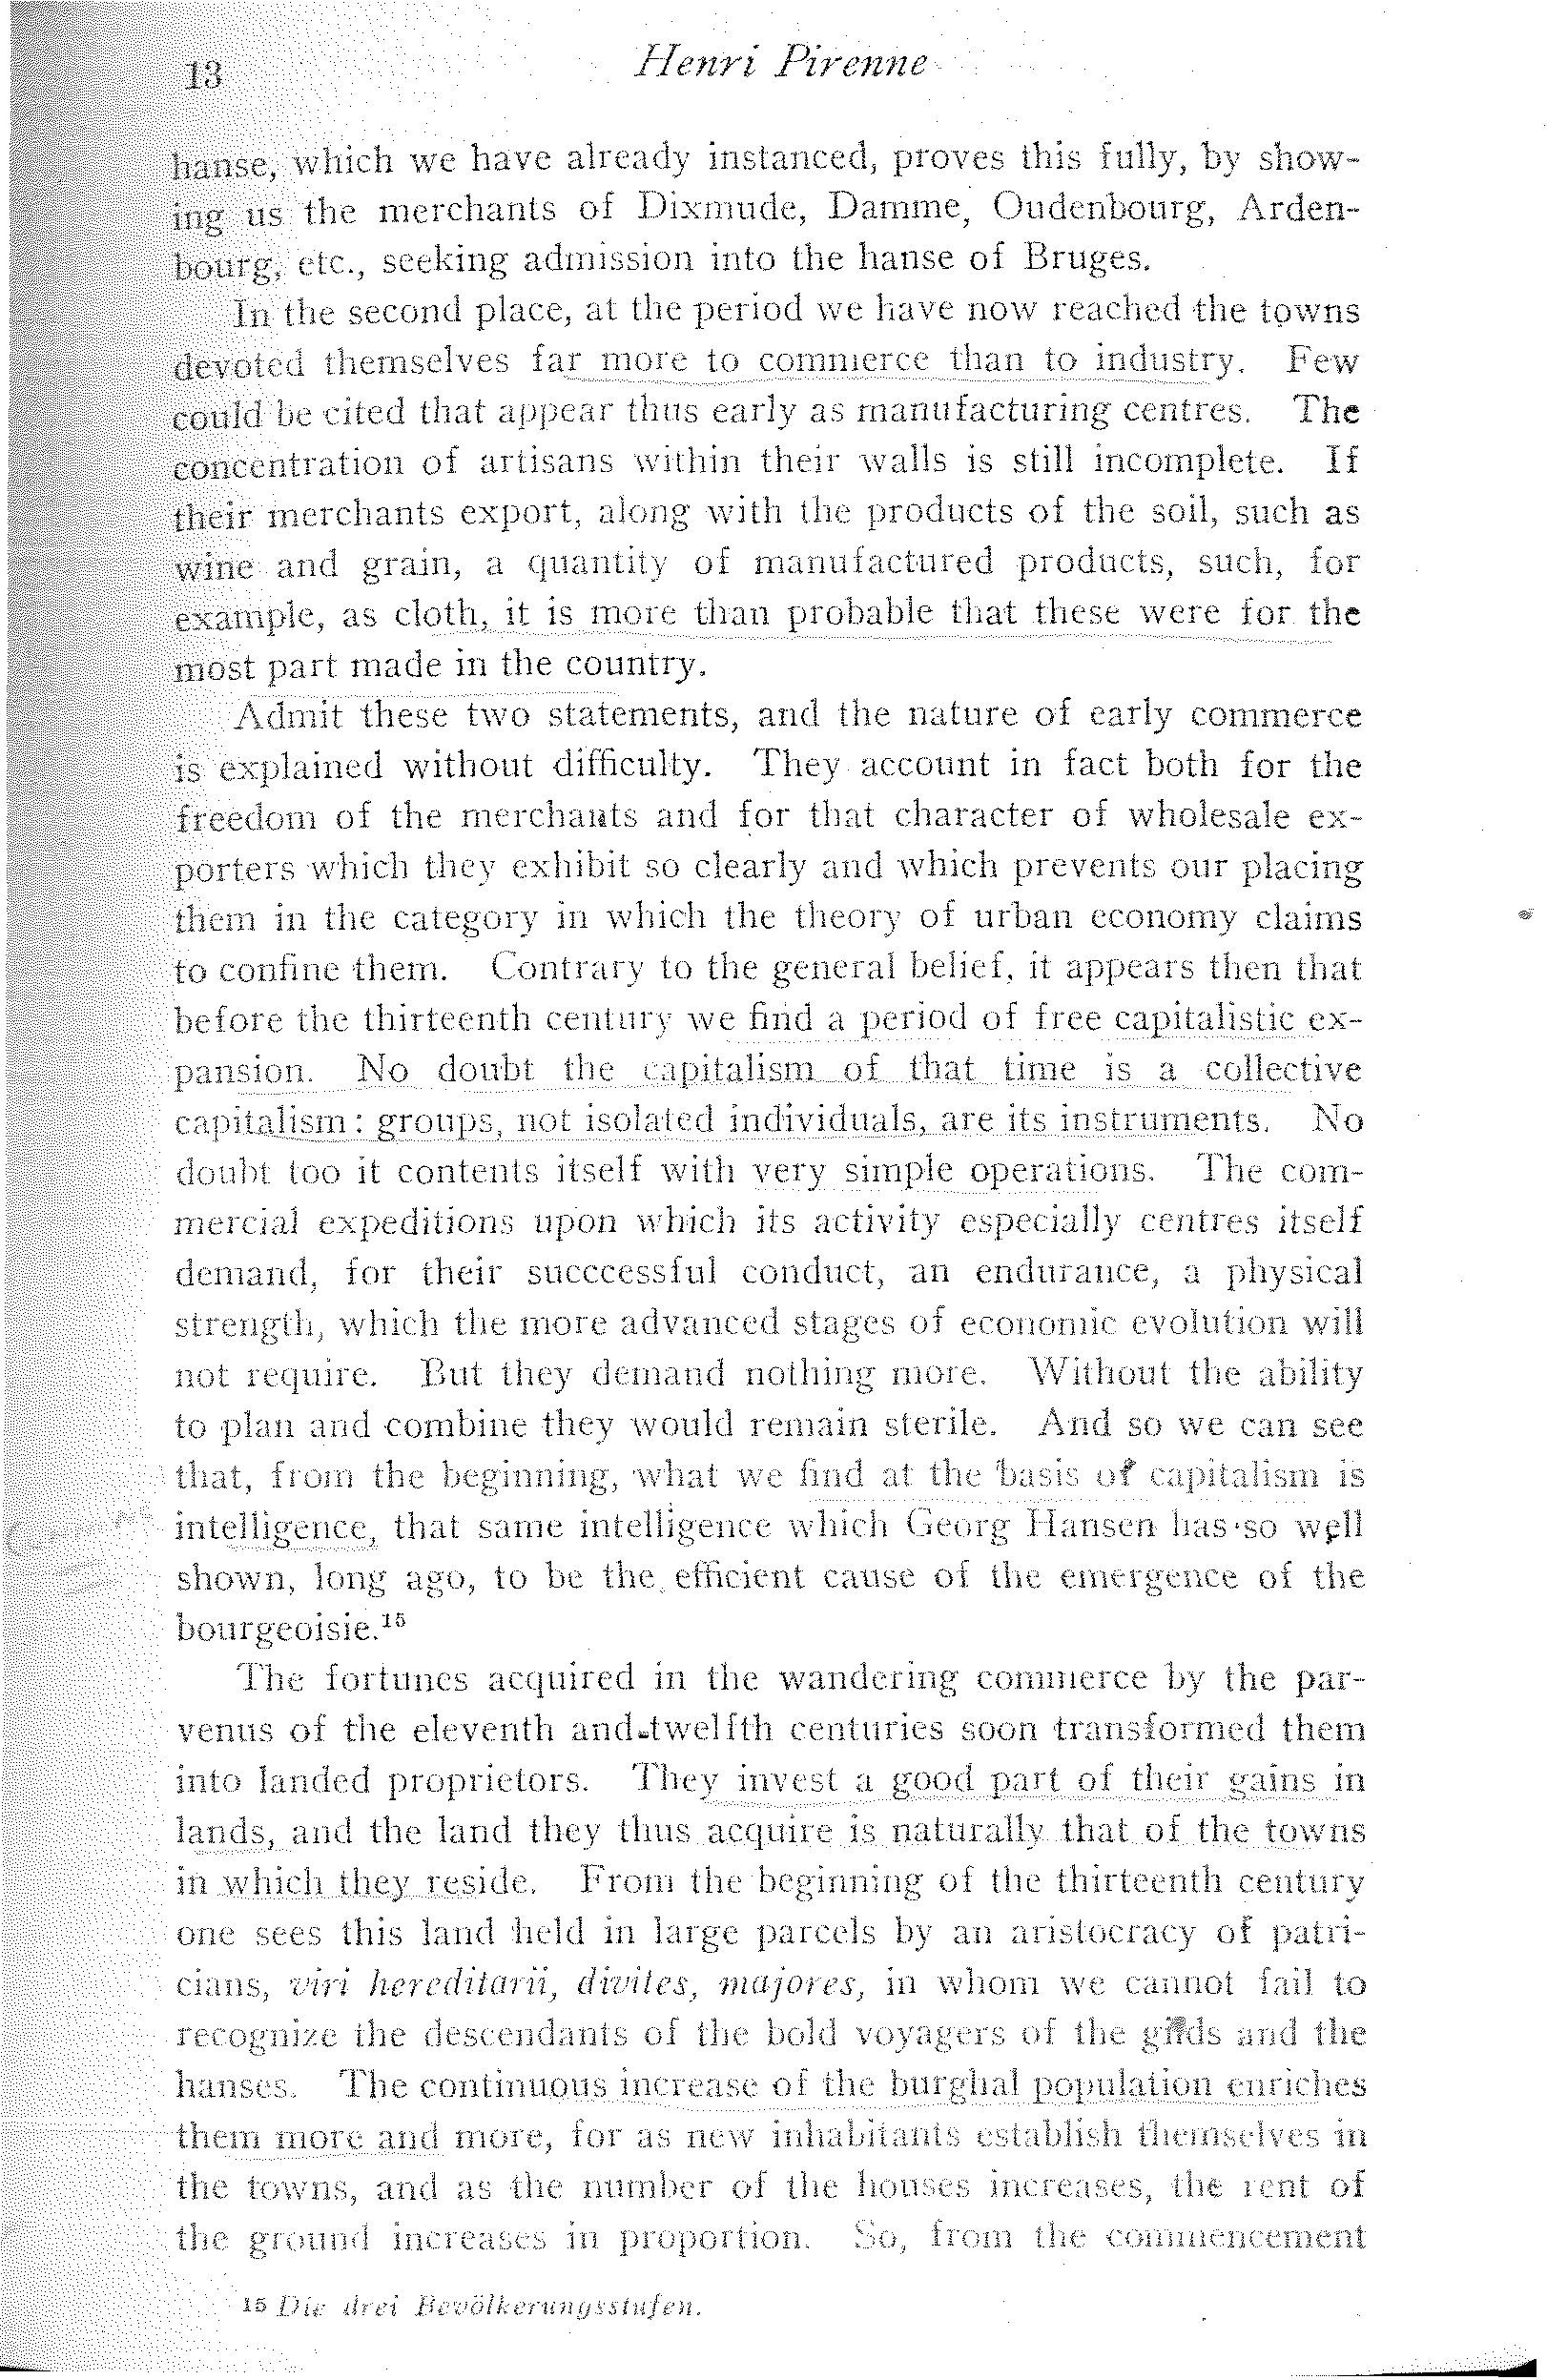 13 Henri Pirenne
hanse, which we have already instanced, proves this fully, by show-
ing us the merchants of Dixmude, Damme, Oudenbourg, Arden-
bourg, etc., seeking admission into the hanse of Bruges.
In the second place, at the period we have now reached the towns
devoted themselves far more to commerce than to industry. Few
could be cited that appear thus early as manufacturing centres. The
concentration of artisans within their walls is still incomplete. If
their merchants export, along with the products of the soil, such as
wine and grain, a quantity of manufactured products, such, for
example, as cloth, it is more than probable that these were for the
most part made in the country.
Admit these two statements, and the nature of early commerce
is explained without difficulty. They account in fact both for the
freedom of the merchants and for that character of wholesale ex-
porters which they exhibit so clearly and which prevents our placing
them in the category in which the theory of urban economy claims
to confine them. Contrary to the general belief, it appears then that
before the thirteenth century we find a period of free capitalistic ex-
pansion. No doubt the capitalism of that time is a collective
capitalism: groups, not isolated individuals, are its instruments. No
doubt too it contents itself with very simple operations. The com-
mercial expeditions upon which its activity especially centres itself
demand, for their succcessful conduct, an endurance, a physical
strength, which the more advanced stages of economic evolution will
not require. But they demand nothing more. Without the ability
to plan and combine they would remain sterile. And so we can see
that, from the beginning, what we find at the basis of capitalism is
intelligence, that same intelligence which Georg Hansen has so well
shown, long ago, to be the efficient cause of the emergence of the
bourgeoisie.15
The fortunes acquired in the wandering commerce by the par-
venus of the eleventh and twelfth centuries soon transformed them
into landed proprietors. They invest a good part of their gains in
lands, and the land they thus acquire is naturally that of the towns
in which they reside. From the beginning of the thirteenth century
one sees this land held in large parcels by an aristocracy of patri-
cians, viri hereditarii, divites, majores, in whom we cannot fail to
recognize the descendants of the bold voyagers of the gilds and the
hanses. The continuous increase of the burghal population enriches
them more and more, for as new inhabitants establish themselves in
the towns, and as the number of the houses increases, the rent of
the ground increases in proportion. So, from the commencement
15 Die drei Bevölkerungsstufen.